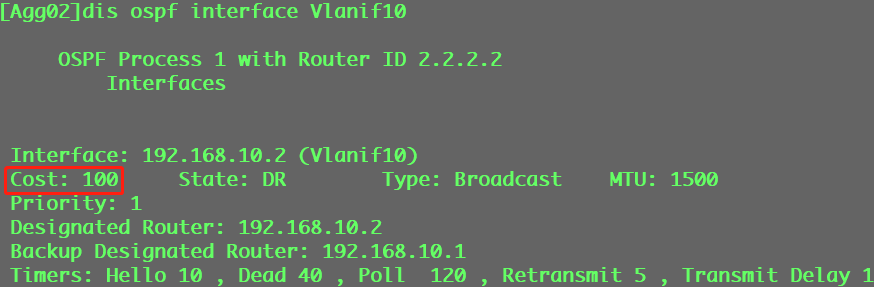 [Agg02]dis ospf interface Vlanif10
OSPF Process 1 with Router ID 2.2.2.2
Interfaces
Interface: 192.168.10.2 (Vlanif10)
Cost: 100 State: DR Type: Broadcast MTU: 1500
Priority: 1
Designated Router: 192.168.10.2
Backup Designated Router: 192.168.10.1
Timers: Hello 10 , Dead 40 , Poll 120 , Retransmit 5 , Transmit Delay 1